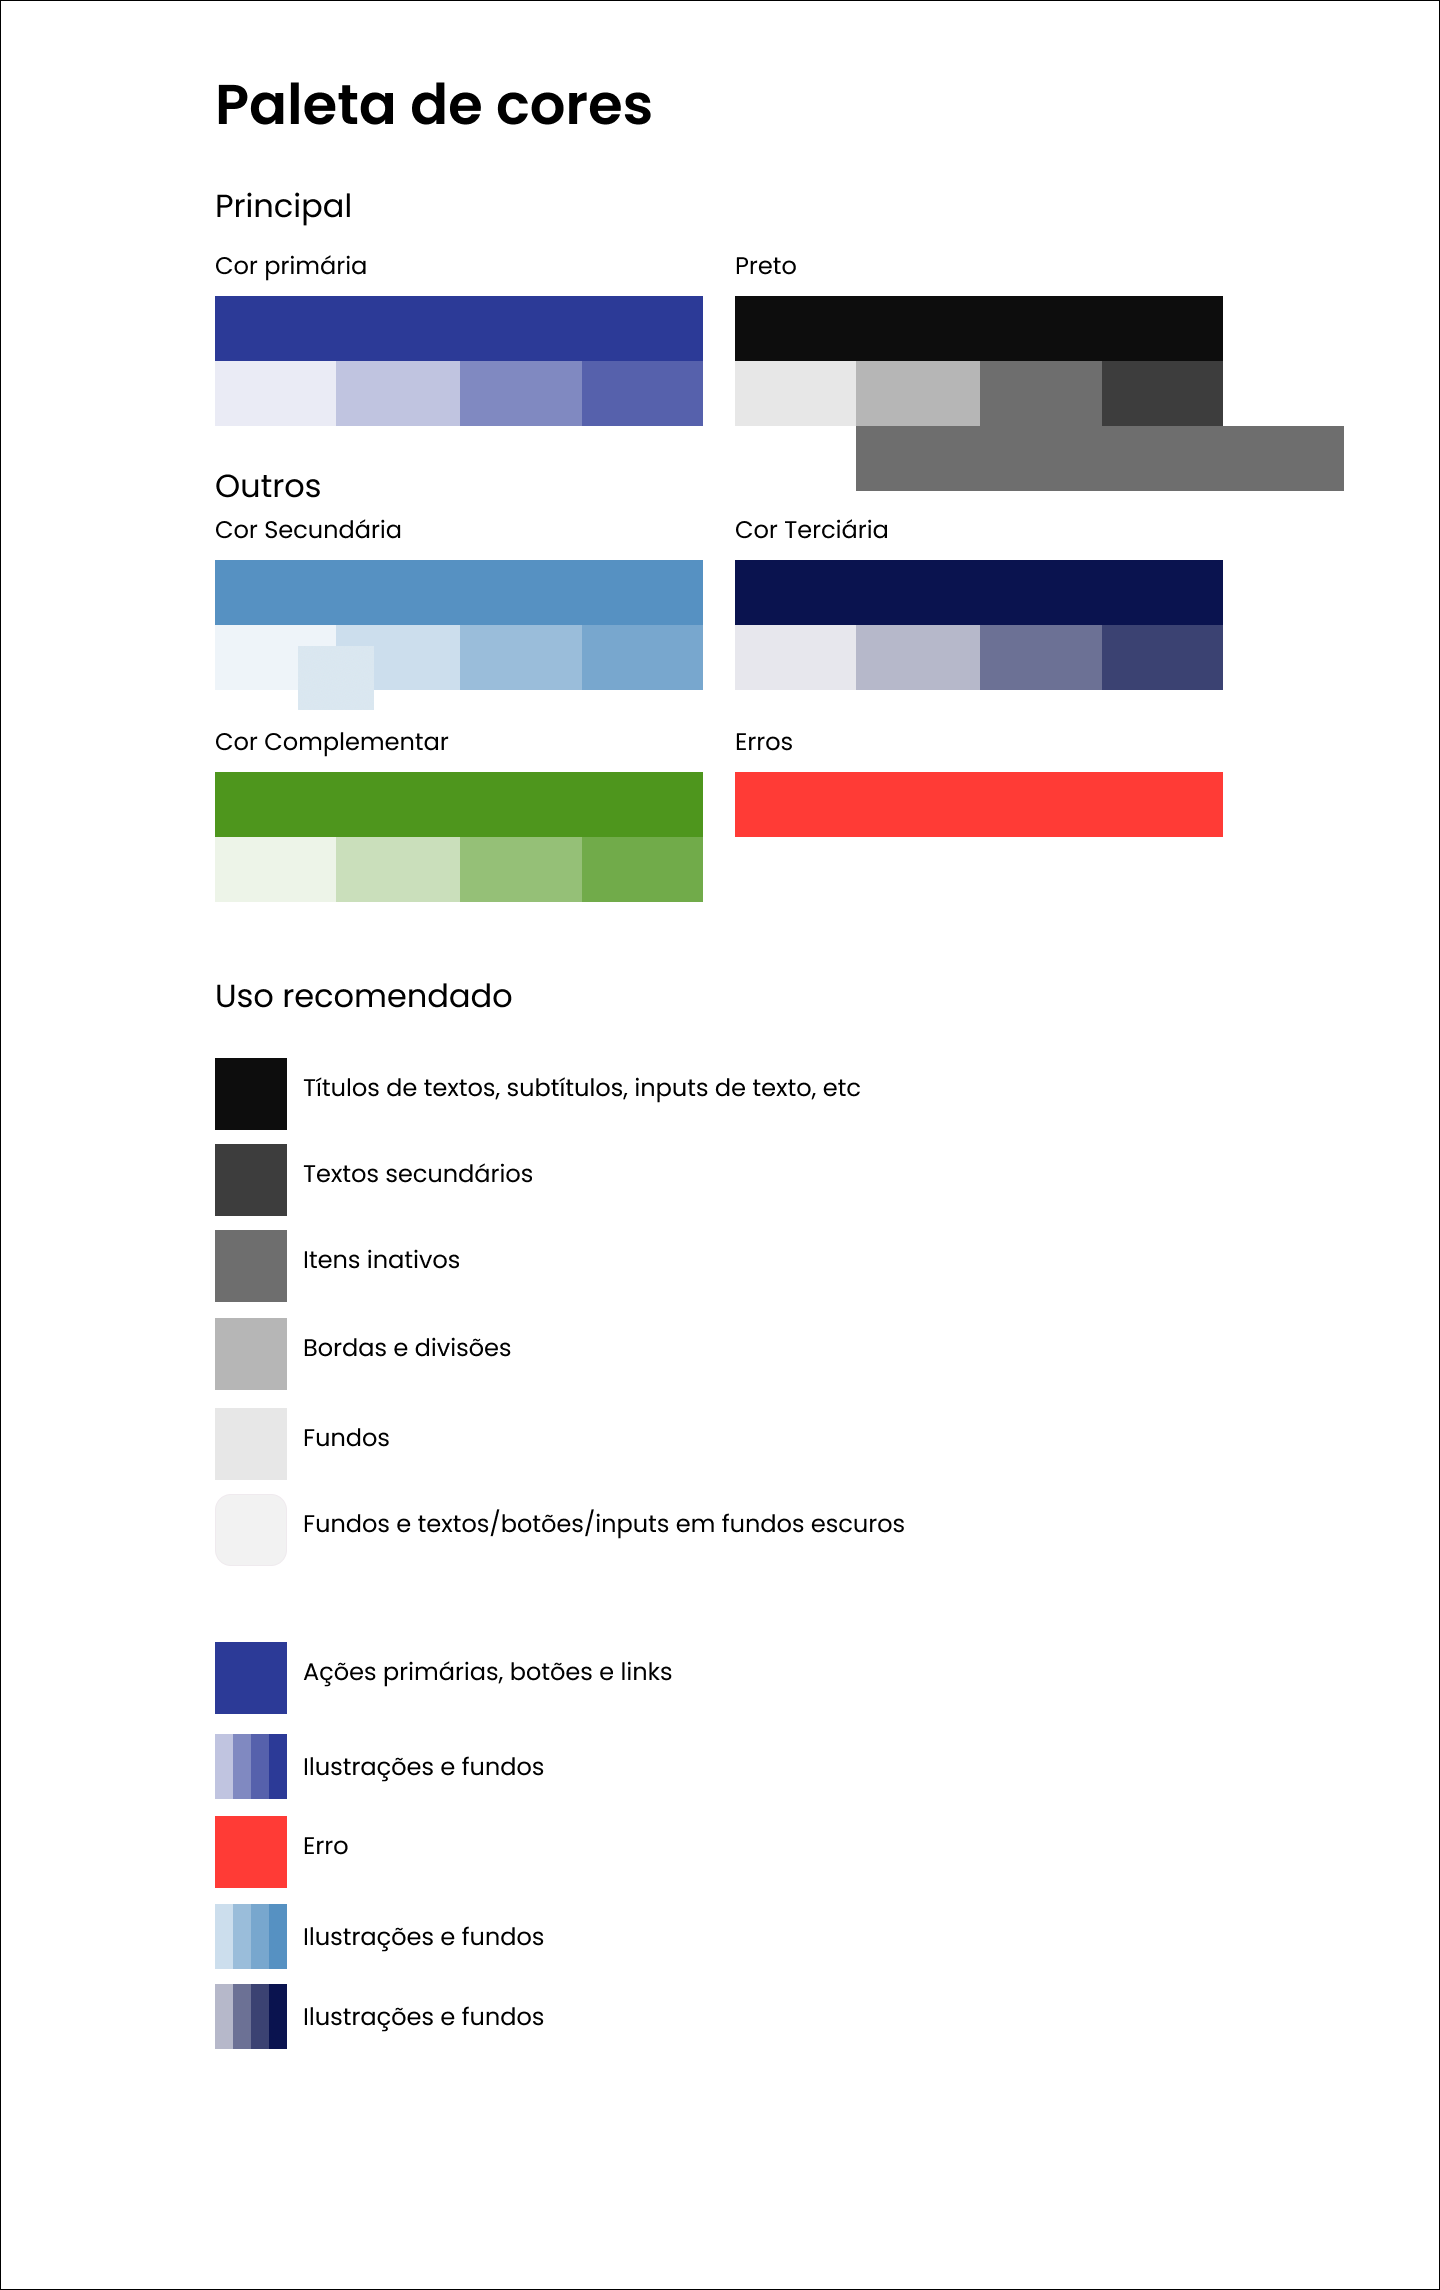 Paleta de cores
Principal
Cor primária
Preto
Outros
Cor Secundária
Cor Terciária
Cor Complementar
Erros
Uso recomendado
Títulos de textos, subtítulos, inputs de texto, etc
Textos secundários
Itens inativos
Bordas e divisões
Fundos
Fundos e textos/botões/inputs em fundos escuros
Ações primárias, botões e links
Ilustrações e fundos
Erro
Ilustrações e fundos
Ilustrações e fundos